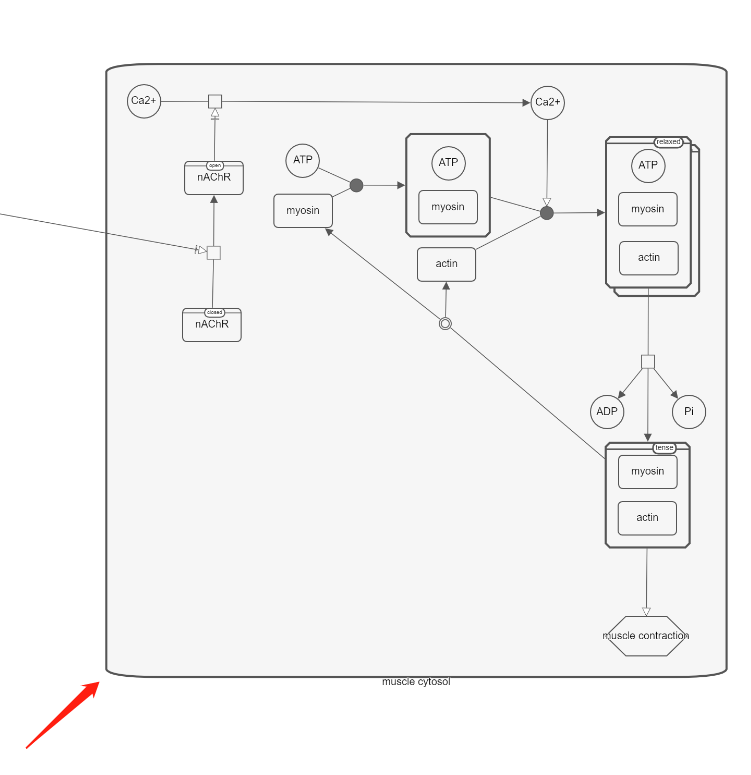 Ca2+
Ca2+
open
nAChR
closed
nAChR
ATP
myosin
ATP
myosin
actin
relaxed
ATP
myosin
actin
ADP
Pi
tense
myosin
actin
muscle contraction
muscle cytosol